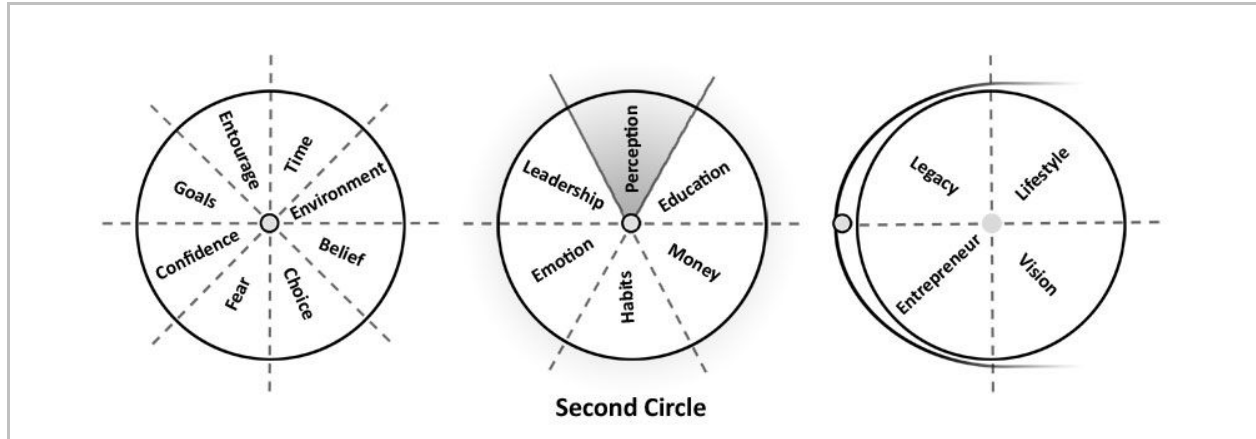 Entourage
Time
Goals
Environment
Confidence
Belief
Fear
Choice
Perception
Leadership
Education
Emotion
Money
Habits
Legacy
Lifestyle
Entrepreneur
Vision
Second Circle